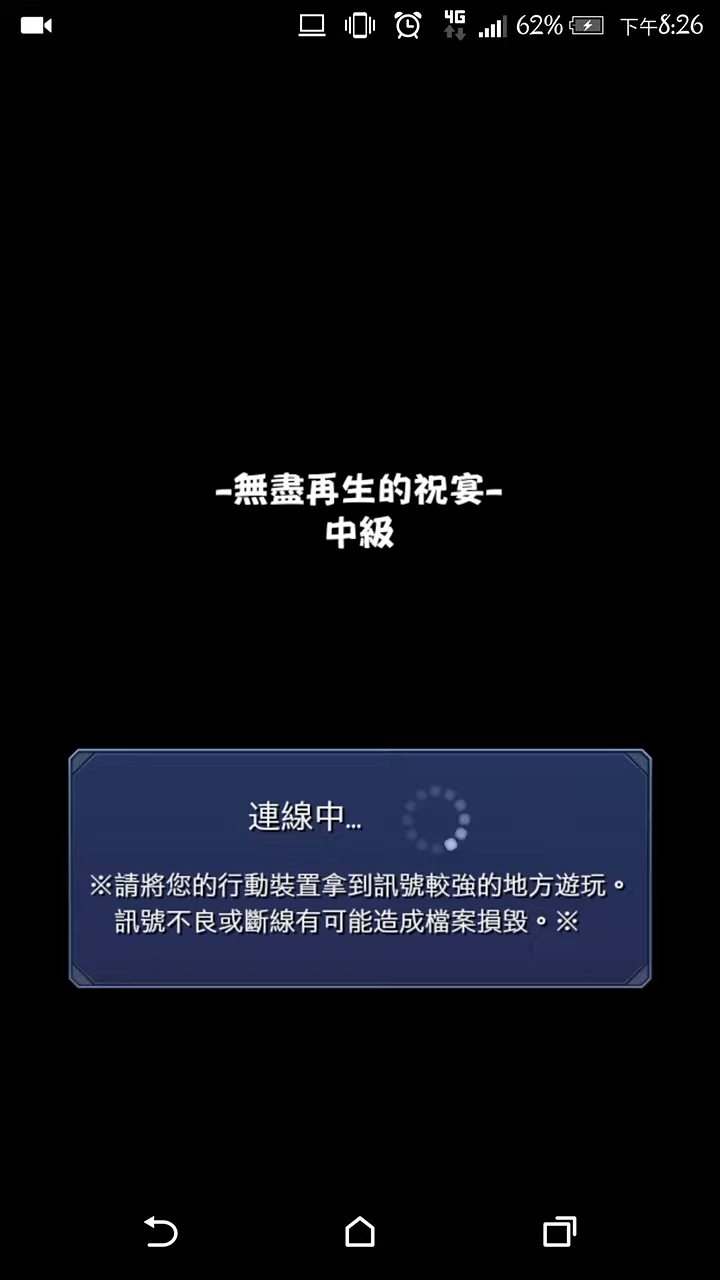 4G 62% 下午8:26
-無盡再生的祝宴-
中級
連線中...
※請將您的行動裝置拿到訊號較強的地方遊玩。
訊號不良或斷線有可能造成檔案損毀。※